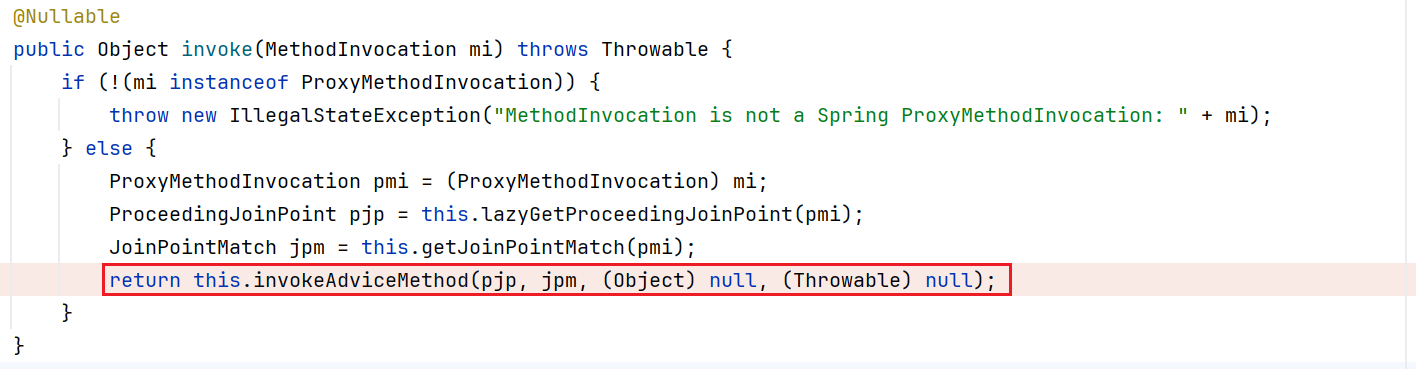 @Nullable
public Object invoke(MethodInvocation mi) throws Throwable {
    if (!(mi instanceof ProxyMethodInvocation)) {
        throw new IllegalStateException("MethodInvocation is not a Spring ProxyMethodInvocation: " + mi);
    } else {
        ProxyMethodInvocation pmi = (ProxyMethodInvocation) mi;
        ProceedingJoinPoint pjp = this.lazyGetProceedingJoinPoint(pmi);
        JoinPointMatch jpm = this.getJoinPointMatch(pmi);
        return this.invokeAdviceMethod(pjp, jpm, (Object) null, (Throwable) null);
    }
}